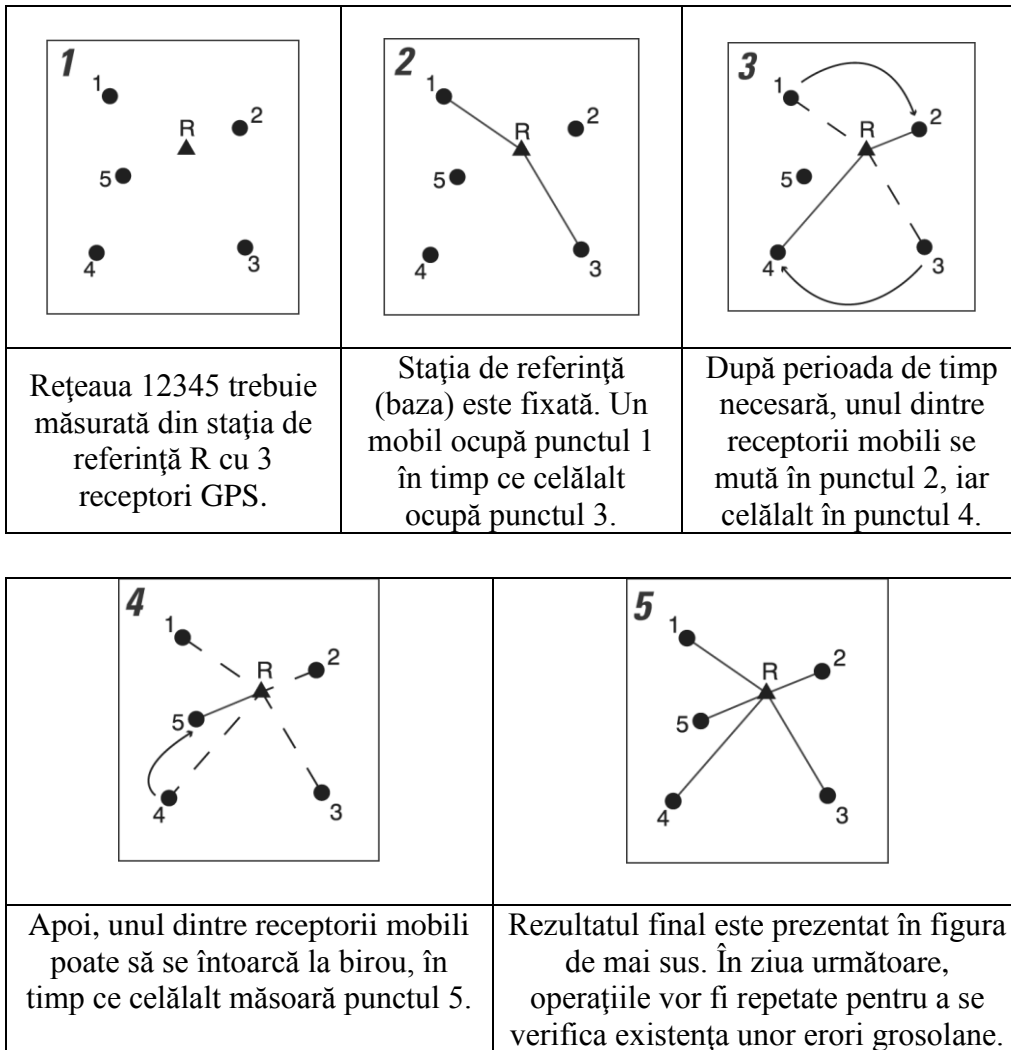 1
1
2
R
5
4
3
Reţeaua 12345 trebuie
măsurată din staţia de
referinţă R cu 3
receptori GPS.
2
1
2
R
5
4
3
Staţia de referinţă
(baza) este fixată. Un
mobil ocupă punctul 1
în timp ce celălalt
ocupă punctul 3.
3
1
2
R
5
4
3
După perioada de timp
necesară, unul dintre
receptorii mobili se
mută în punctul 2, iar
celălalt în punctul 4.
4
1
2
R
5
4
3
Apoi, unul dintre receptorii mobili
poate să se întoarcă la birou, în
timp ce celălalt măsoară punctul 5.
5
1
2
R
5
4
3
Rezultatul final este prezentat în figura
de mai sus. În ziua următoare,
operaţiile vor fi repetate pentru a se
verifica existenţa unor erori grosolane.